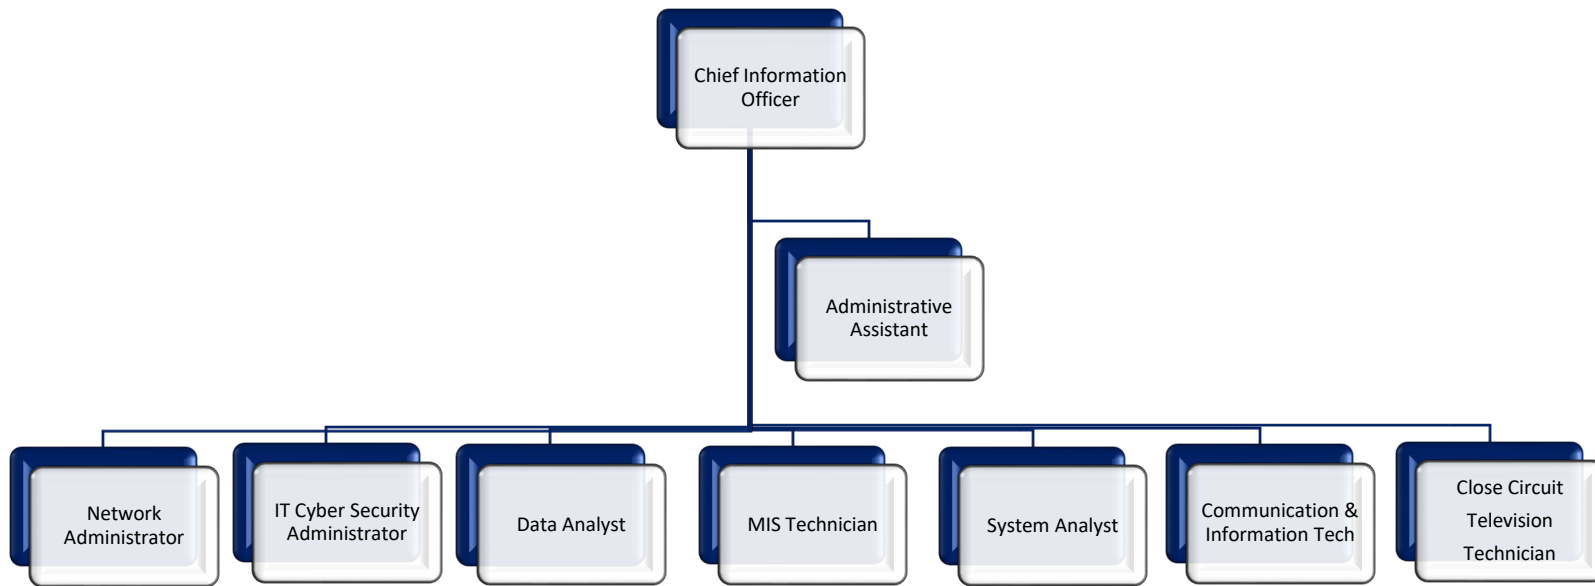 Chief Information
Officer
Administrative
Assistant
Network
Administrator
IT Cyber Security
Administrator
Data Analyst
MIS Technician
System Analyst
Communication &
Information Tech
Close Circuit
Television
Technician